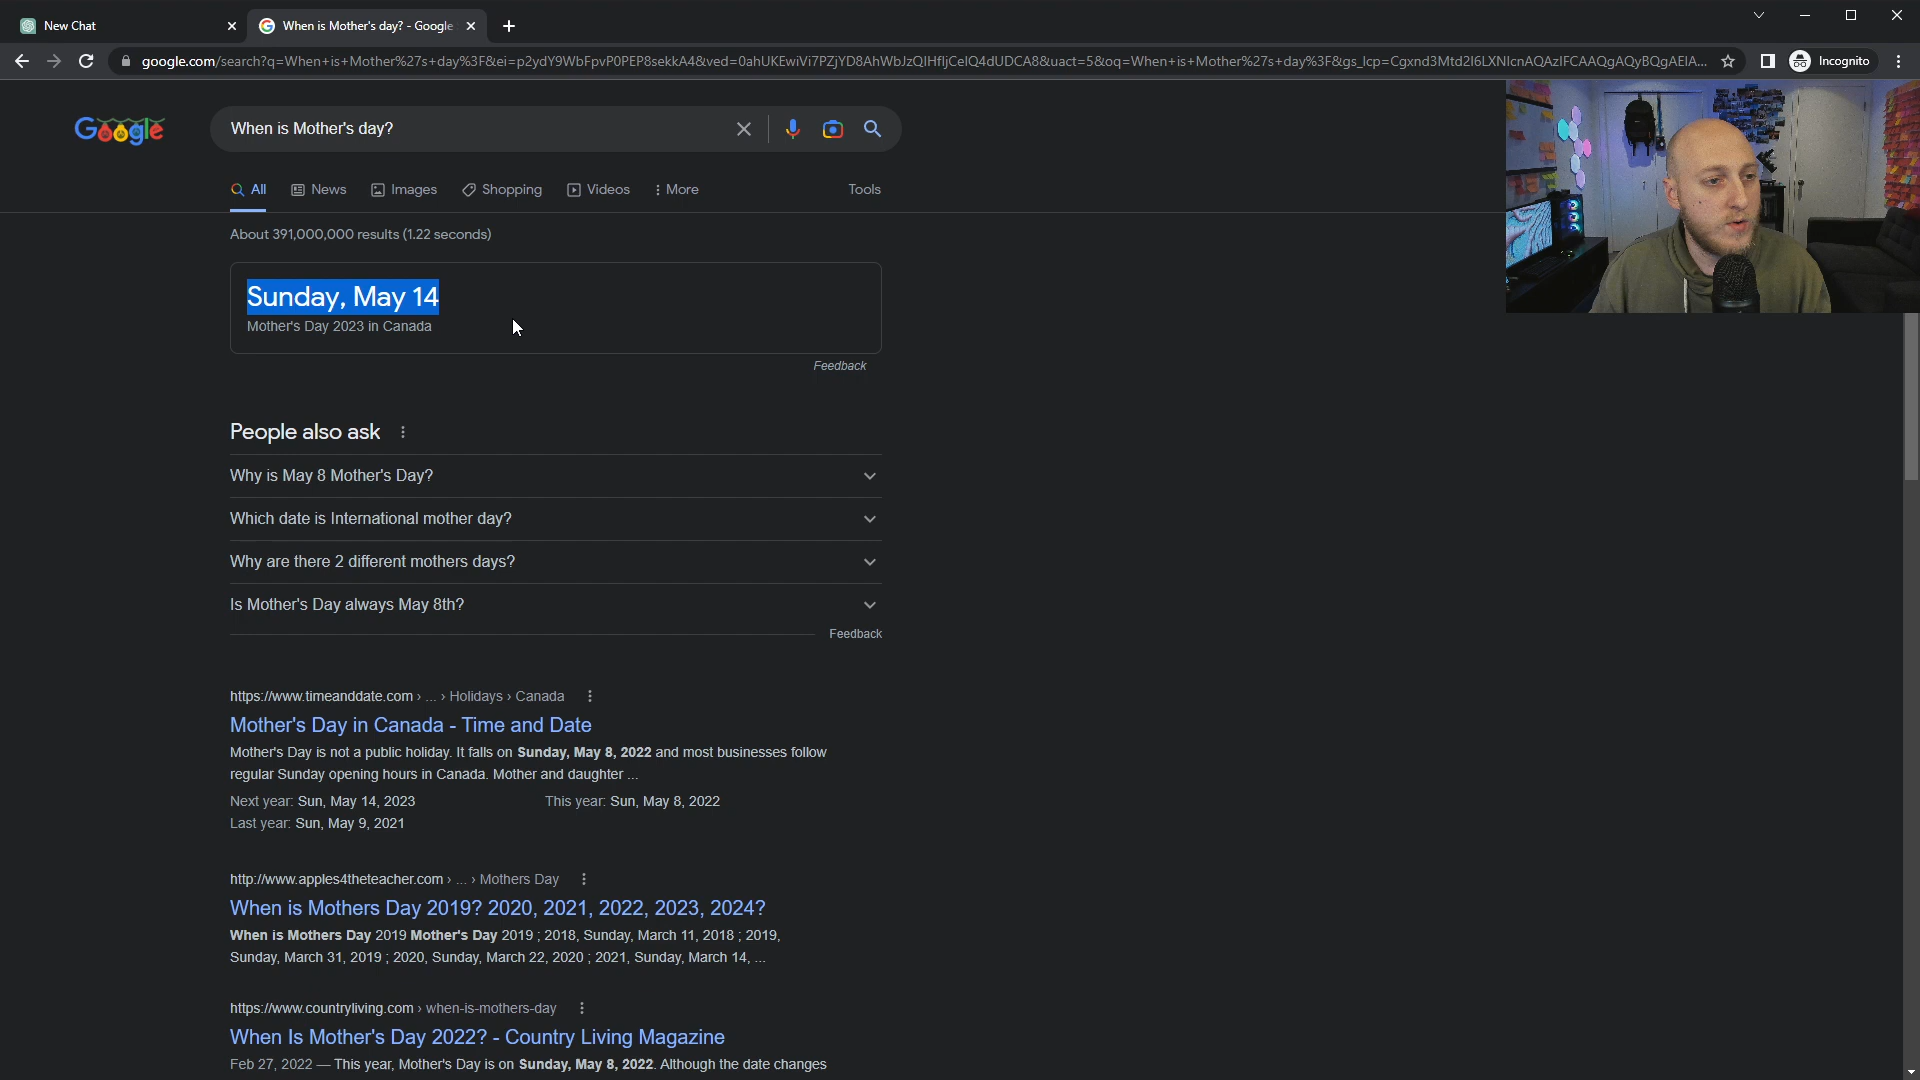 New Chat
When is Mother's day? - Google
google.com/search?q=When+is+Mother%27s+day%3F&ei=p2ydY9WbFpvP0PEP8sekkA4&ved=0ahUKEwiVi7PZjYD8AhWbJzQIHfIjCeIQ4dUDCA8&uact=5&oq=When+is+Mother%27s+day%3F&gs_lcp=Cgxnd3Mtd2l6LXNlcnAQAzIFCAAQgAQyBQgAEIA...
Incognito
Google
When is Mother's day?
All
News
Images
Shopping
Videos
More
Tools
About 391,000,000 results (1.22 seconds)
Sunday, May 14
Mother's Day 2023 in Canada
Feedback
People also ask
Why is May 8 Mother's Day?
Which date is International mother day?
Why are there 2 different mothers days?
Is Mother's Day always May 8th?
Feedback
https://www.timeanddate.com › ... › Holidays › Canada
Mother's Day in Canada - Time and Date
Mother's Day is not a public holiday. It falls on Sunday, May 8, 2022 and most businesses follow
regular Sunday opening hours in Canada. Mother and daughter ...
Next year: Sun, May 14, 2023 This year: Sun, May 8, 2022
Last year: Sun, May 9, 2021
http://www.apples4theteacher.com › ... › Mothers Day
When is Mothers Day 2019? 2020, 2021, 2022, 2023, 2024?
When is Mothers Day 2019 Mother's Day 2019 ; 2018, Sunday, March 11, 2018 ; 2019,
Sunday, March 31, 2019 ; 2020, Sunday, March 22, 2020 ; 2021, Sunday, March 14, ...
https://www.countryliving.com › when-is-mothers-day
When Is Mother's Day 2022? - Country Living Magazine
Feb 27, 2022 — This year, Mother's Day is on Sunday, May 8, 2022. Although the date changes